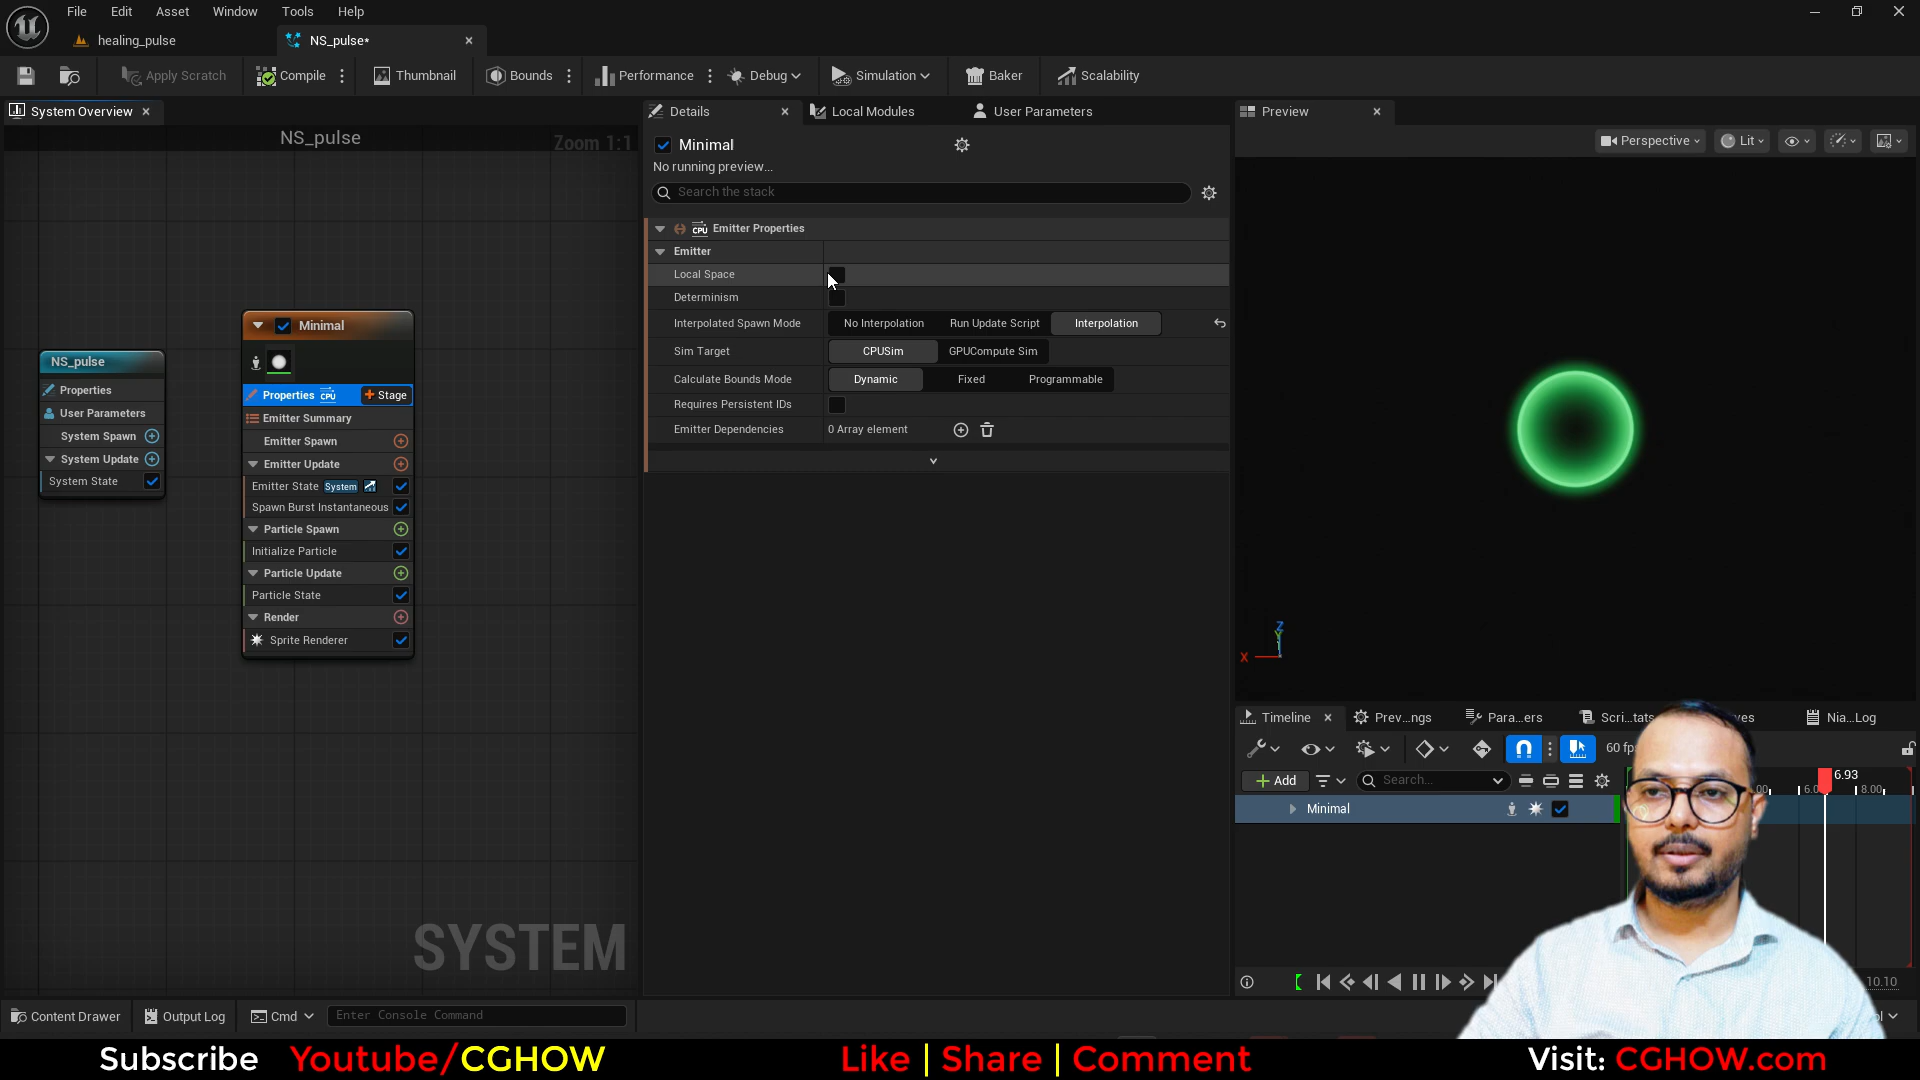 File Edit Asset Window Tools Help
healing_pulse
NS_pulse*
Apply Scratch
Compile
Thumbnail
Bounds
Performance
Debug
Simulation
Baker
Scalability
System Overview
NS_pulse
Zoom 1:1
NS_pulse
Properties
User Parameters
System Spawn
System Update
System State
Minimal
Properties CPU Stage
Emitter Summary
Emitter Spawn
Emitter Update
Emitter State System
Spawn Burst Instantaneous
Particle Spawn
Initialize Particle
Particle Update
Particle State
Render
Sprite Renderer
SYSTEM
Details
Local Modules
User Parameters
Minimal
No running preview...
Search the stack
CPU Emitter Properties
Emitter
Local Space
Determinism
Interpolated Spawn Mode No Interpolation Run Update Script Interpolation
Sim Target CPUSim GPUCompute Sim
Calculate Bounds Mode Dynamic Fixed Programmable
Requires Persistent IDs
Emitter Dependencies 0 Array element
Preview
Perspective
Lit
Z
X
Timeline
Prev...ngs
Para...ers
Scri...tats
Nia...Log
Add
Search...
6.93
8.00
Minimal
10.10
Content Drawer
Output Log
Cmd
Enter Console Command
Subscribe Youtube/CGHOW
Like | Share | Comment
Visit: CGHOW.com